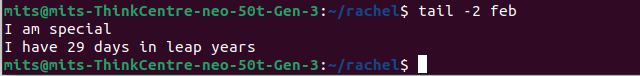 mits@mits-ThinkCentre-neo-50t-Gen-3:~/rachel$ tail -2 feb
I am special
I have 29 days in leap years
mits@mits-ThinkCentre-neo-50t-Gen-3:~/rachel$